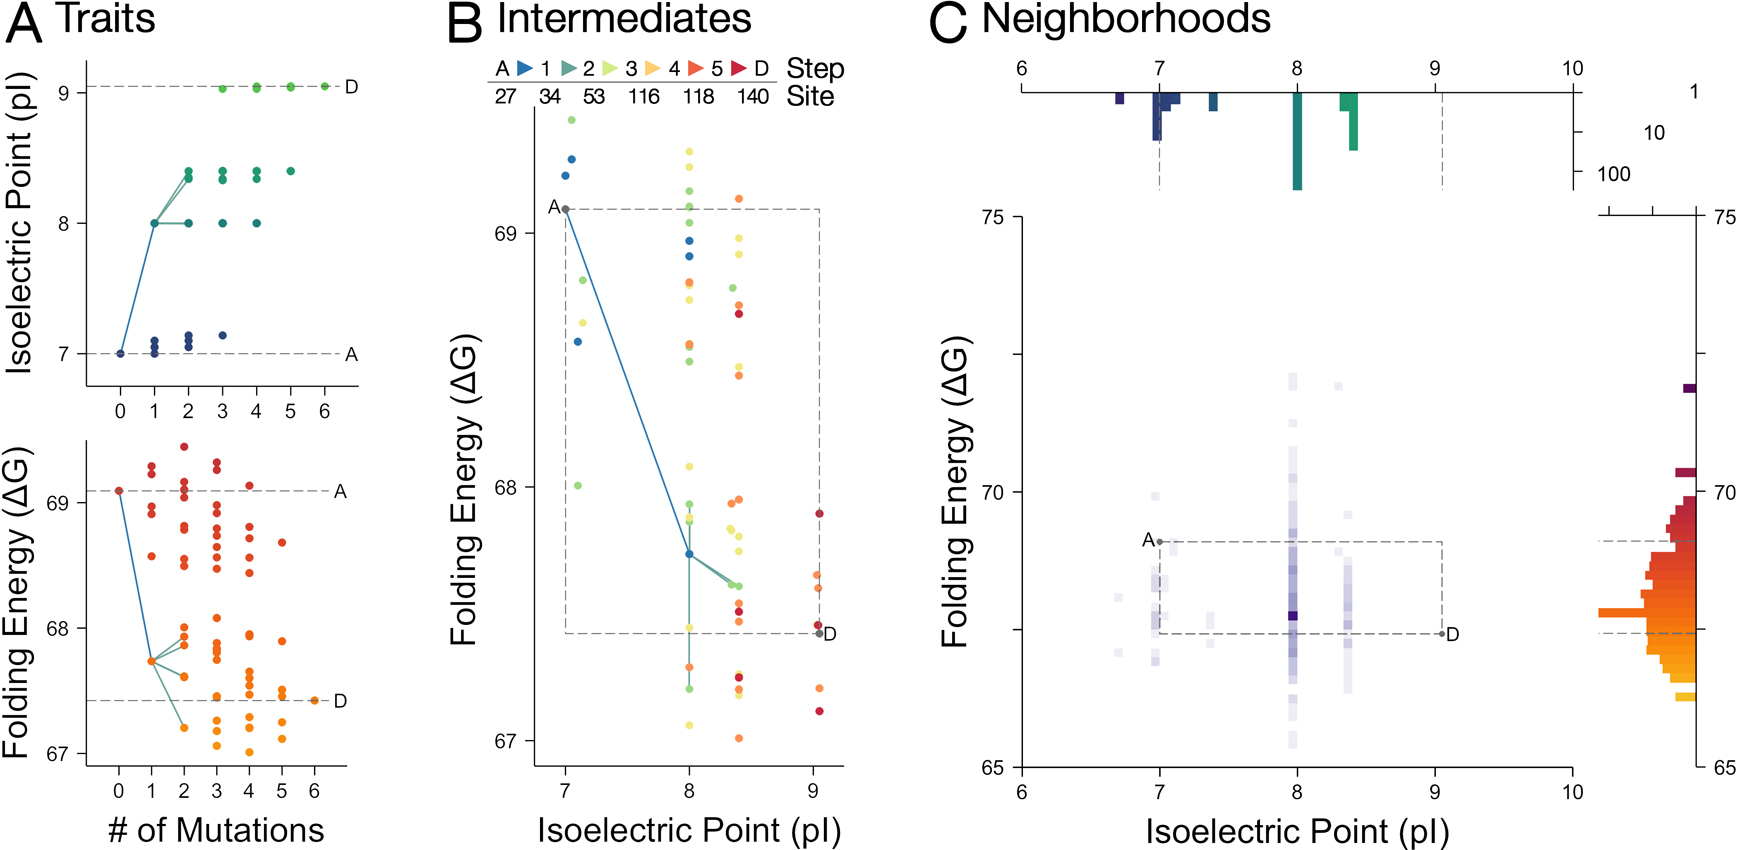 A Traits
Isoelectric Point (pI)
9
8
7
D
A
0 1 2 3 4 5 6
Folding Energy (ΔG)
69
68
67
A
D
0 1 2 3 4 5 6
# of Mutations
B Intermediates
A 1 2 3 4 5 D Step
27 34 53 116 118 140 Site
Folding Energy (ΔG)
69
68
67
A
D
7 8 9
Isoelectric Point (pI)
C Neighborhoods
6 7 8 9 10
1
10
100
Folding Energy (ΔG)
75
70
65
A
D
75
70
65
6 7 8 9 10
Isoelectric Point (pI)